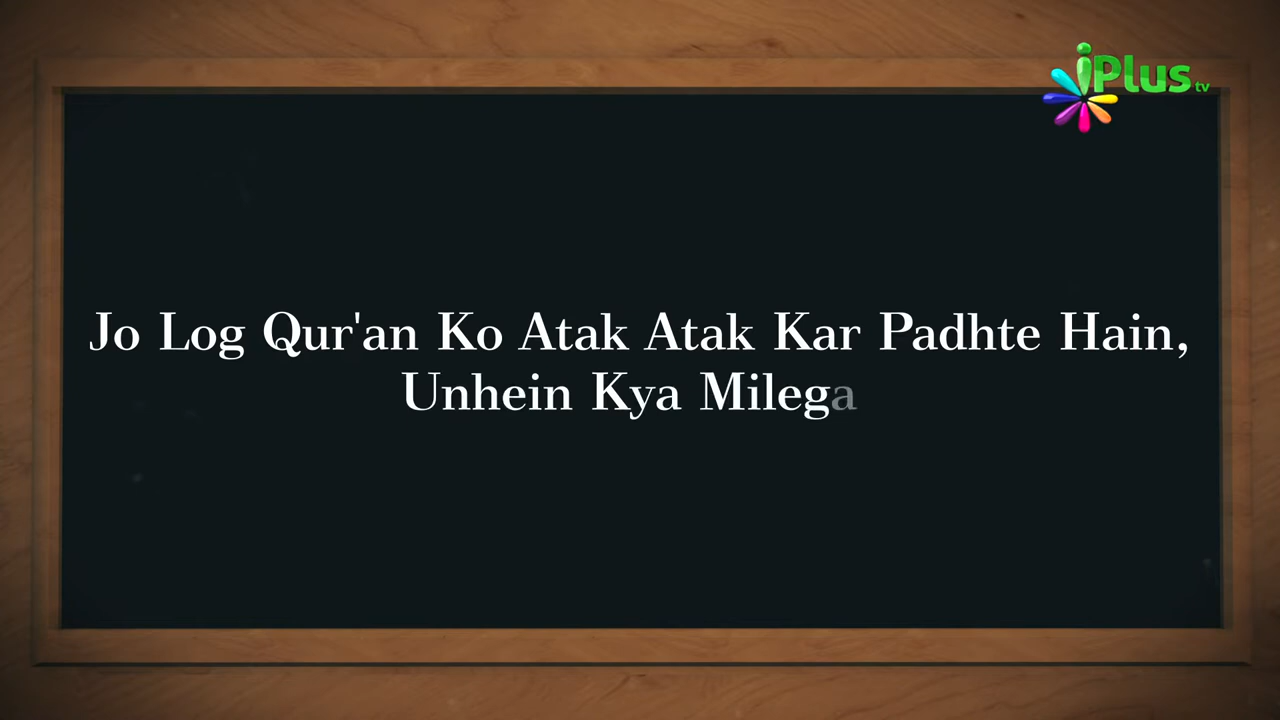 iPlus tv
Jo Log Qur'an Ko Atak Atak Kar Padhte Hain,
Unhein Kya Milega